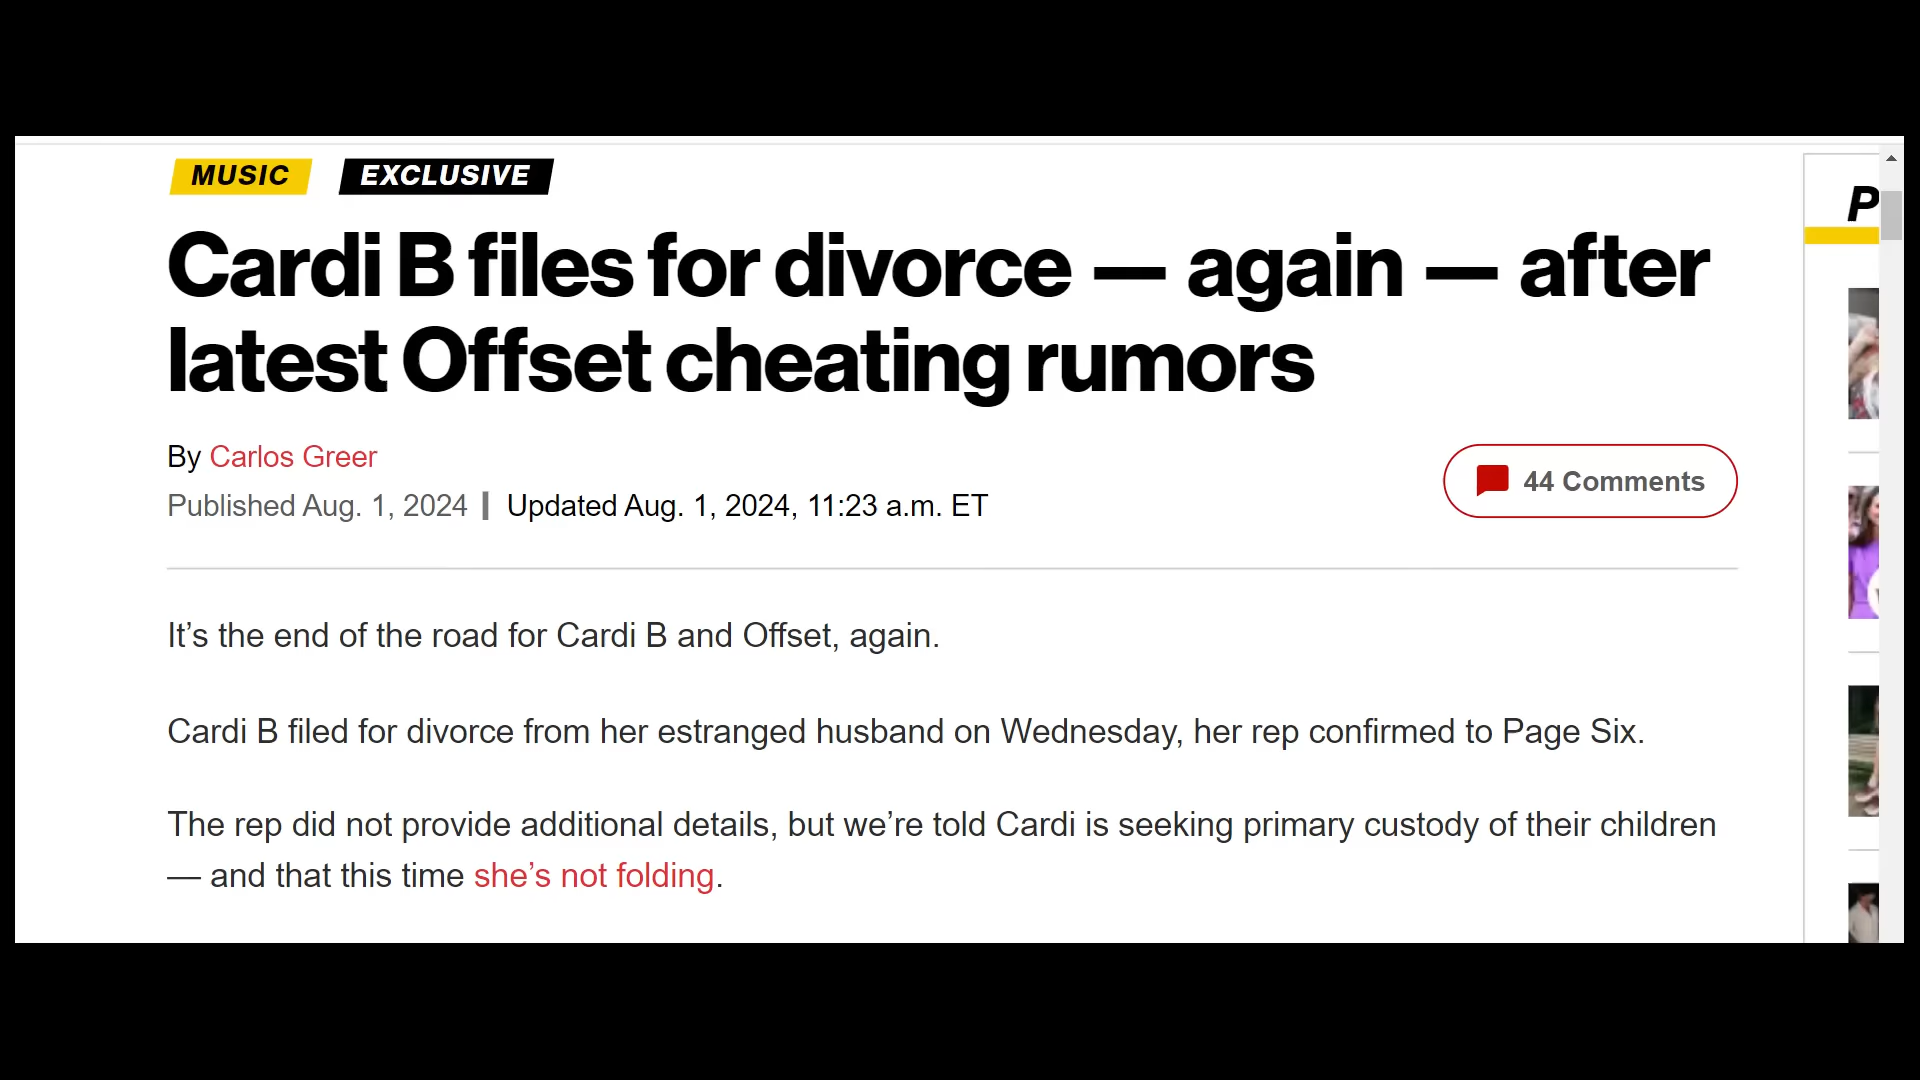 MUSIC EXCLUSIVE
Cardi B files for divorce — again — after
latest Offset cheating rumors
By Carlos Greer
Published Aug. 1, 2024 | Updated Aug. 1, 2024, 11:23 a.m. ET
44 Comments
It’s the end of the road for Cardi B and Offset, again.
Cardi B filed for divorce from her estranged husband on Wednesday, her rep confirmed to Page Six.
The rep did not provide additional details, but we’re told Cardi is seeking primary custody of their children
— and that this time she’s not folding.
P